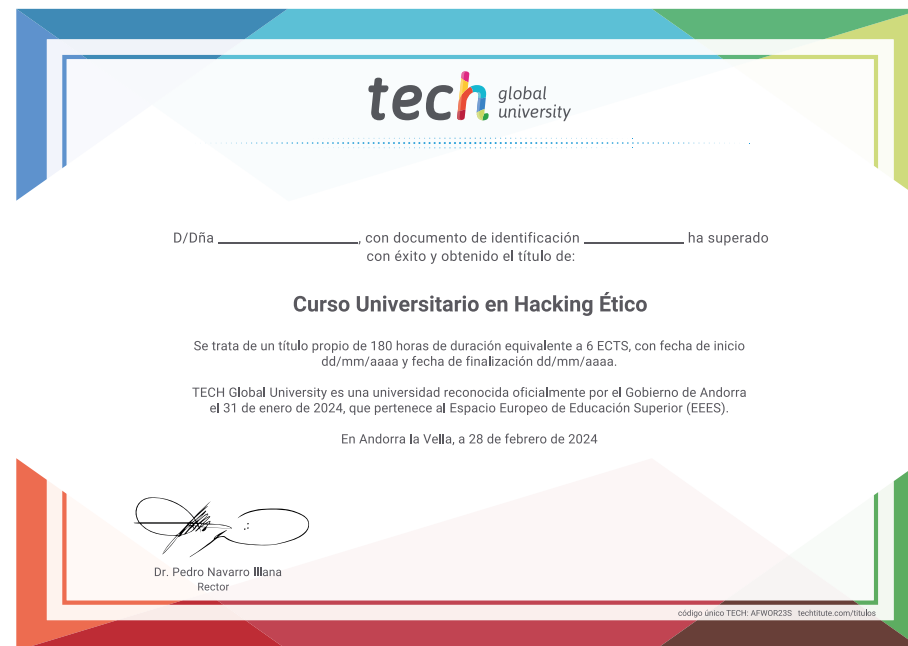 tech global university
D/Dña ____________________, con documento de identificación ______________ ha superado
con éxito y obtenido el título de:
Curso Universitario en Hacking Ético
Se trata de un título propio de 180 horas de duración equivalente a 6 ECTS, con fecha de inicio
dd/mm/aaaa y fecha de finalización dd/mm/aaaa.
TECH Global University es una universidad reconocida oficialmente por el Gobierno de Andorra
el 31 de enero de 2024, que pertenece al Espacio Europeo de Educación Superior (EEES).
En Andorra la Vella, a 28 de febrero de 2024
Dr. Pedro Navarro Illana
Rector
código único TECH: AFWOR23S techtitute.com/titulos